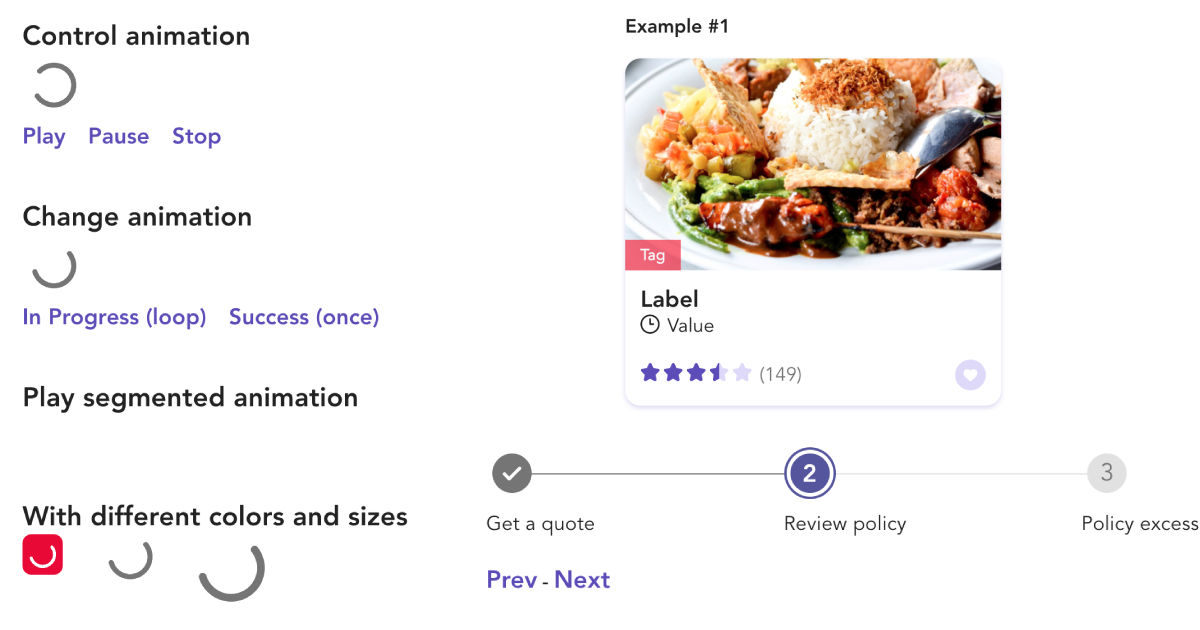 Control animation
Play Pause Stop
Change animation
In Progress (loop) Success (once)
Play segmented animation
With different colors and sizes
Example #1
Tag
Label
Value
(149)
2
3
Get a quote
Review policy
Policy excess
Prev - Next